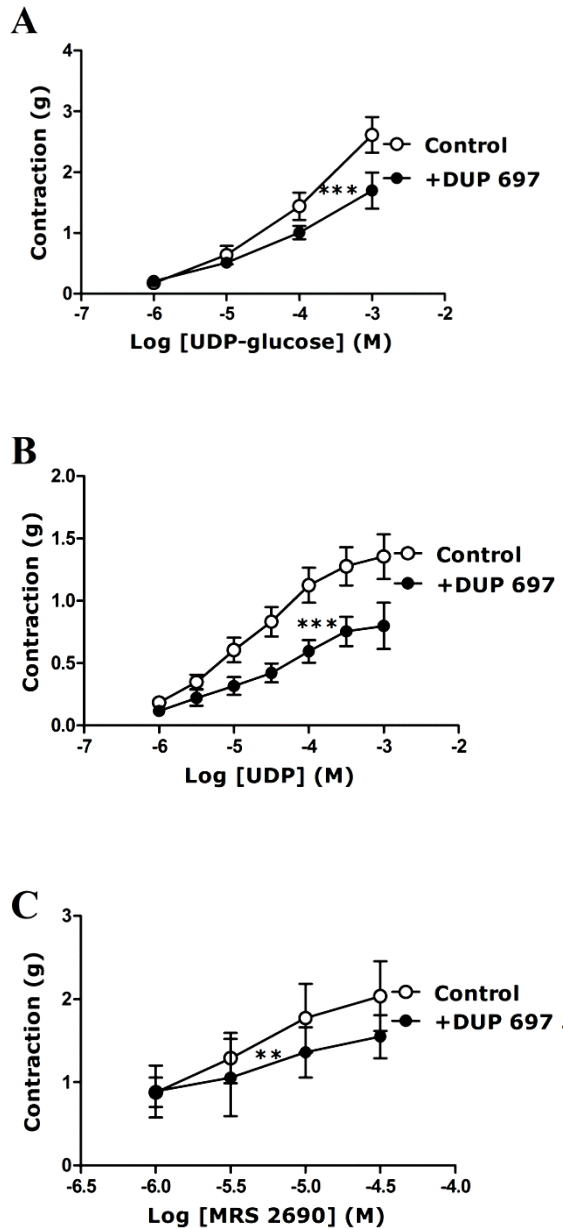 A
4
3
2
1
0
Contraction (g)
***
Control
+DUP 697
-7 -6 -5 -4 -3 -2
Log [UDP-glucose] (M)
B
2.0
1.5
1.0
0.5
0.0
Contraction (g)
***
Control
+DUP 697
-7 -6 -5 -4 -3 -2
Log [UDP] (M)
C
3
2
1
0
Contraction (g)
**
Control
+DUP 697
-6.5 -6.0 -5.5 -5.0 -4.5 -4.0
Log [MRS 2690] (M)